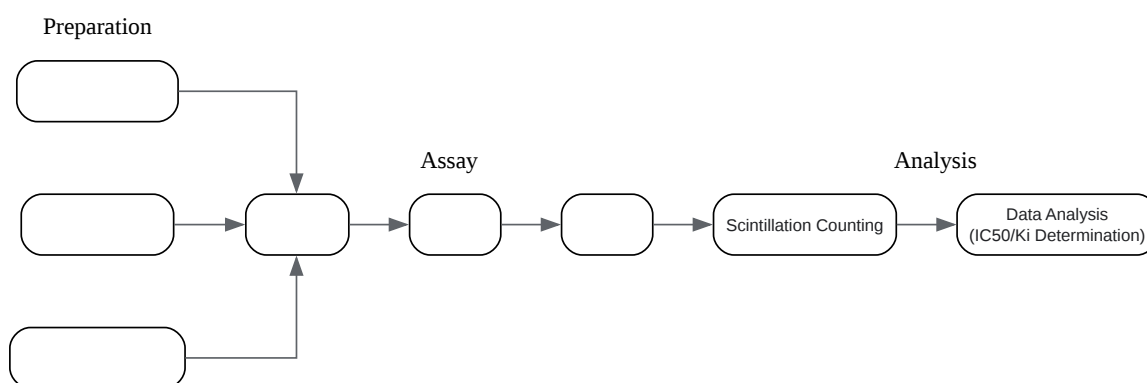 Preparation
Assay
Analysis
Scintillation Counting
Data Analysis
(IC50/Ki Determination)